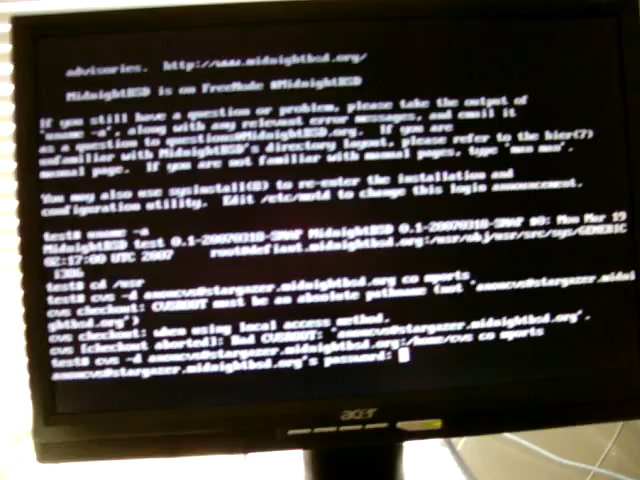 advisories. http://www.midnightbsd.org/
MidnightBSD is on FreeNode #MidnightBSD
If you still have a question or problem, please take the output of
'uname -a', along with any relevant error messages, and email it
as a question to questions@MidnightBSD.org. If you are
unfamiliar with MidnightBSD's directory layout, please refer to the hier(7)
manual page. If you are not familiar with manual pages, type 'man man'.
You may also use sysinstall(8) to re-enter the installation and
configuration utility. Edit /etc/motd to change this login announcement.
test# uname -a
MidnightBSD test 0.1-20070318-SNAP MidnightBSD 0.1-20070318-SNAP #0: Mon Mar 19
02:17:00 UTC 2007 root@defiant.midnightbsd.org:/usr/obj/usr/src/sys/GENERIC
i386
test# cd /usr
test# cvs -d anoncvs@stargazer.midnightbsd.org co mports
cvs checkout: CVSROOT must be an absolute pathname (not `anoncvs@stargazer.midni
ghtbsd.org')
cvs checkout: when using local access method.
cvs [checkout aborted]: Bad CVSROOT: `anoncvs@stargazer.midnightbsd.org'.
test# cvs -d anoncvs@stargazer.midnightbsd.org:/home/cvs co mports
anoncvs@stargazer.midnightbsd.org's password:
acer